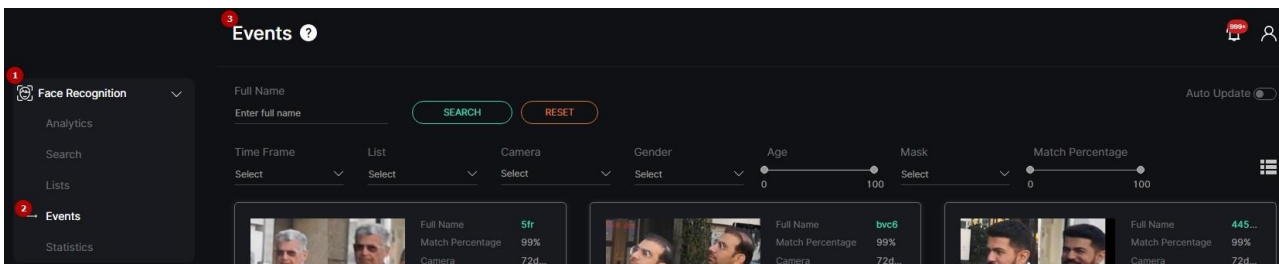 3
Events ?
999+
1
Face Recognition
Analytics
Search
Lists
2
Events
Statistics
Full Name
Enter full name
SEARCH
RESET
Auto Update
Time Frame
Select
List
Select
Camera
Select
Gender
Select
Age
0 100
Mask
Select
Match Percentage
0 100
Full Name 5fr
Match Percentage 99%
Camera 72d...
Full Name bvc6
Match Percentage 99%
Camera 72d...
Full Name 445...
Match Percentage 99%
Camera 72d...